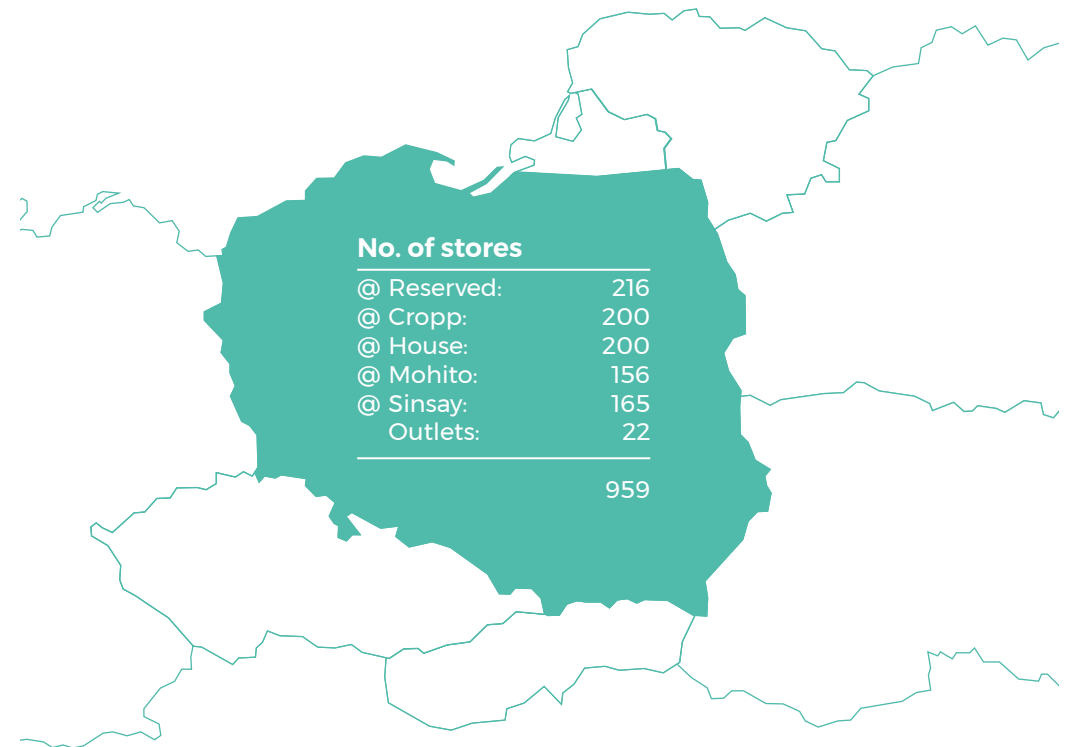 No. of stores
@ Reserved: 216
@ Cropp: 200
@ House: 200
@ Mohito: 156
@ Sinsay: 165
Outlets: 22
959